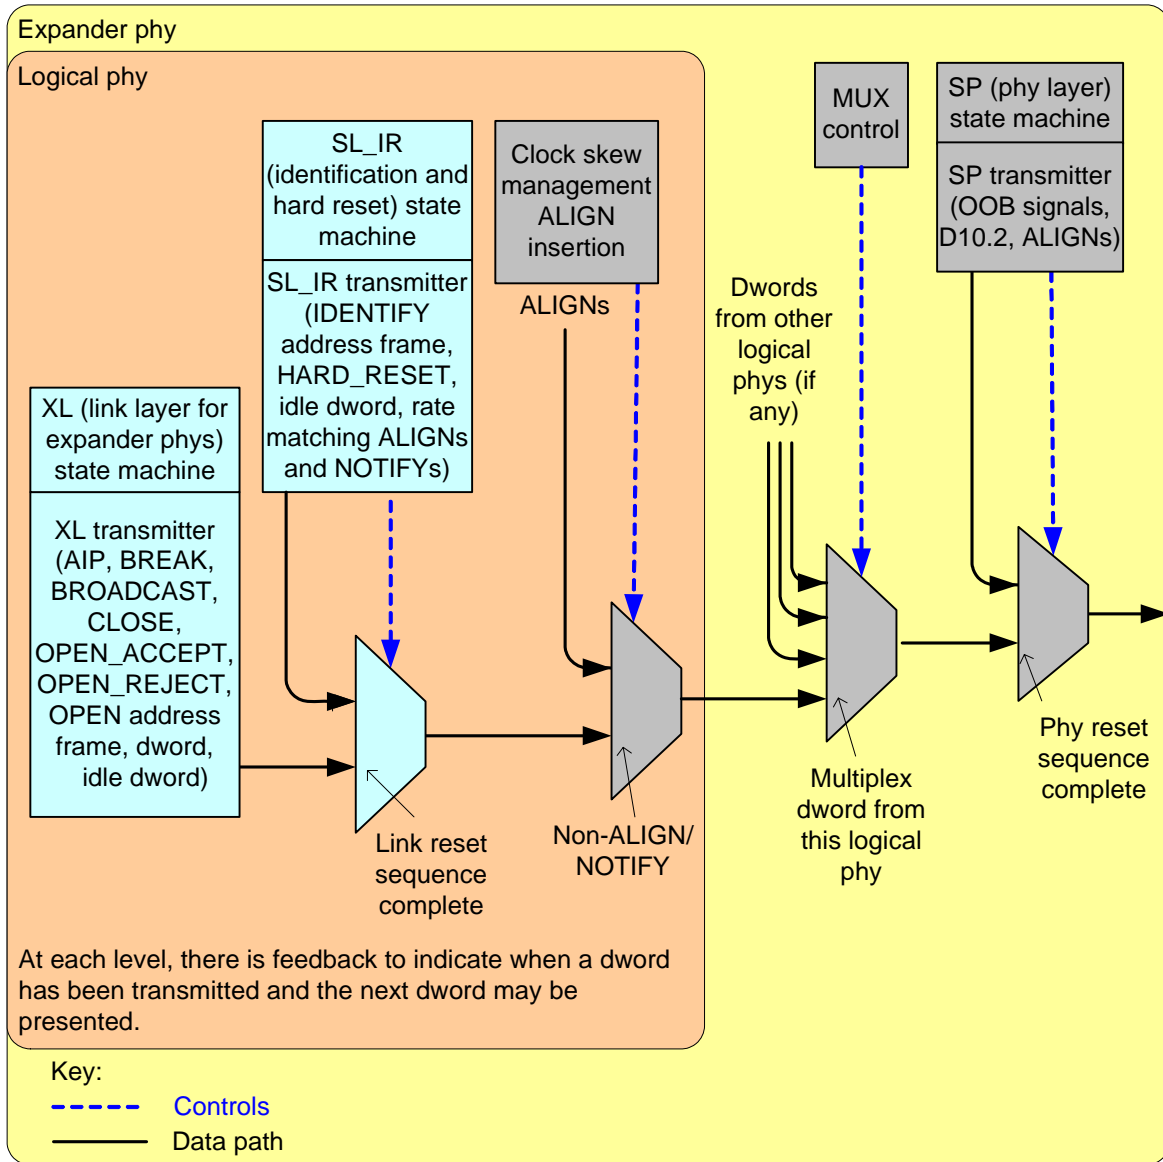 Expander phy
Logical phy
SL_IR
(identification and
hard reset) state
machine
SL_IR transmitter
(IDENTIFY
address frame,
HARD_RESET,
idle dword, rate
matching ALIGNs
and NOTIFYs)
Clock skew
management
ALIGN
insertion
ALIGNs
MUX
control
SP (phy layer)
state machine
SP transmitter
(OOB signals,
D10.2, ALIGNs)
Dwords
from other
logical
phys (if
any)
XL (link layer for
expander phys)
state machine
XL transmitter
(AIP, BREAK,
BROADCAST,
CLOSE,
OPEN_ACCEPT,
OPEN_REJECT,
OPEN address
frame, dword,
idle dword)
Link reset
sequence
complete
Non-ALIGN/
NOTIFY
Multiplex
dword from
this logical
phy
Phy reset
sequence
complete
At each level, there is feedback to indicate when a dword
has been transmitted and the next dword may be
presented.
Key:
Controls
Data path